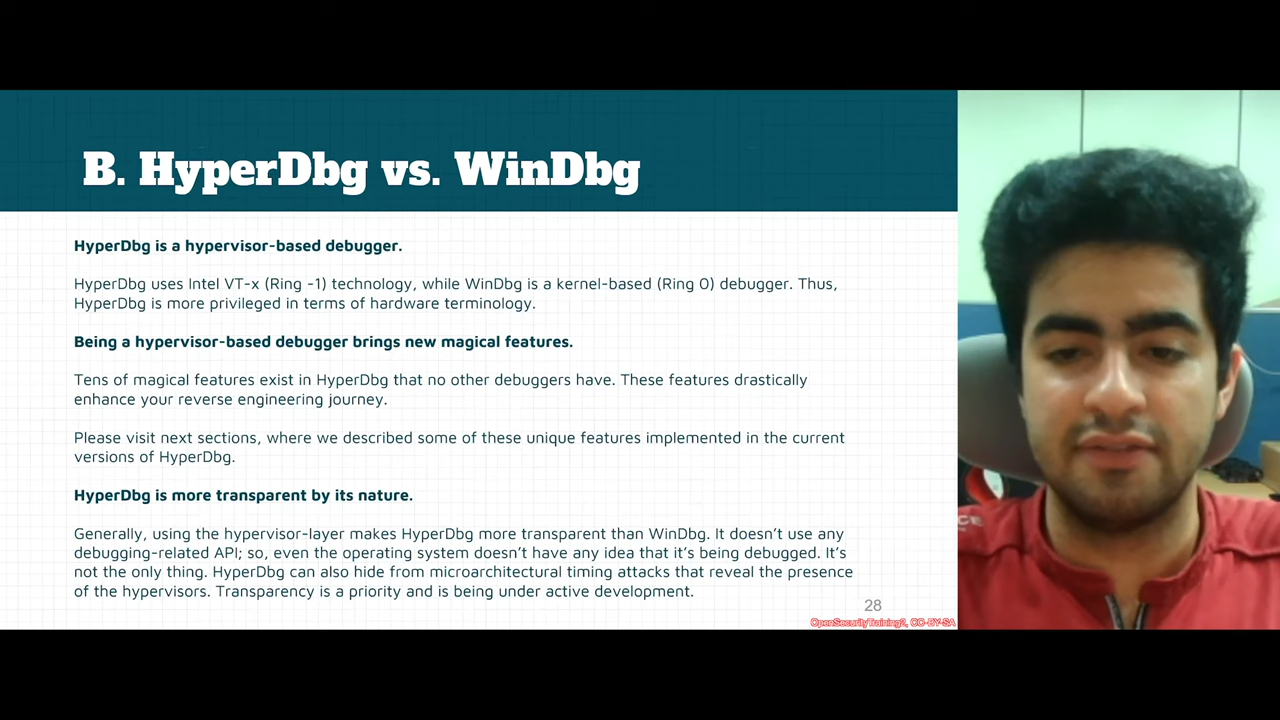 B. HyperDbg vs. WinDbg
HyperDbg is a hypervisor-based debugger.
HyperDbg uses Intel VT-x (Ring -1) technology, while WinDbg is a kernel-based (Ring 0) debugger. Thus,
HyperDbg is more privileged in terms of hardware terminology.
Being a hypervisor-based debugger brings new magical features.
Tens of magical features exist in HyperDbg that no other debuggers have. These features drastically
enhance your reverse engineering journey.
Please visit next sections, where we described some of these unique features implemented in the current
versions of HyperDbg.
HyperDbg is more transparent by its nature.
Generally, using the hypervisor-layer makes HyperDbg more transparent than WinDbg. It doesn't use any
debugging-related API; so, even the operating system doesn't have any idea that it's being debugged. It's
not the only thing. HyperDbg can also hide from microarchitectural timing attacks that reveal the presence
of the hypervisors. Transparency is a priority and is being under active development.
28
OpenSecurityTraining2, CC-BY-SA